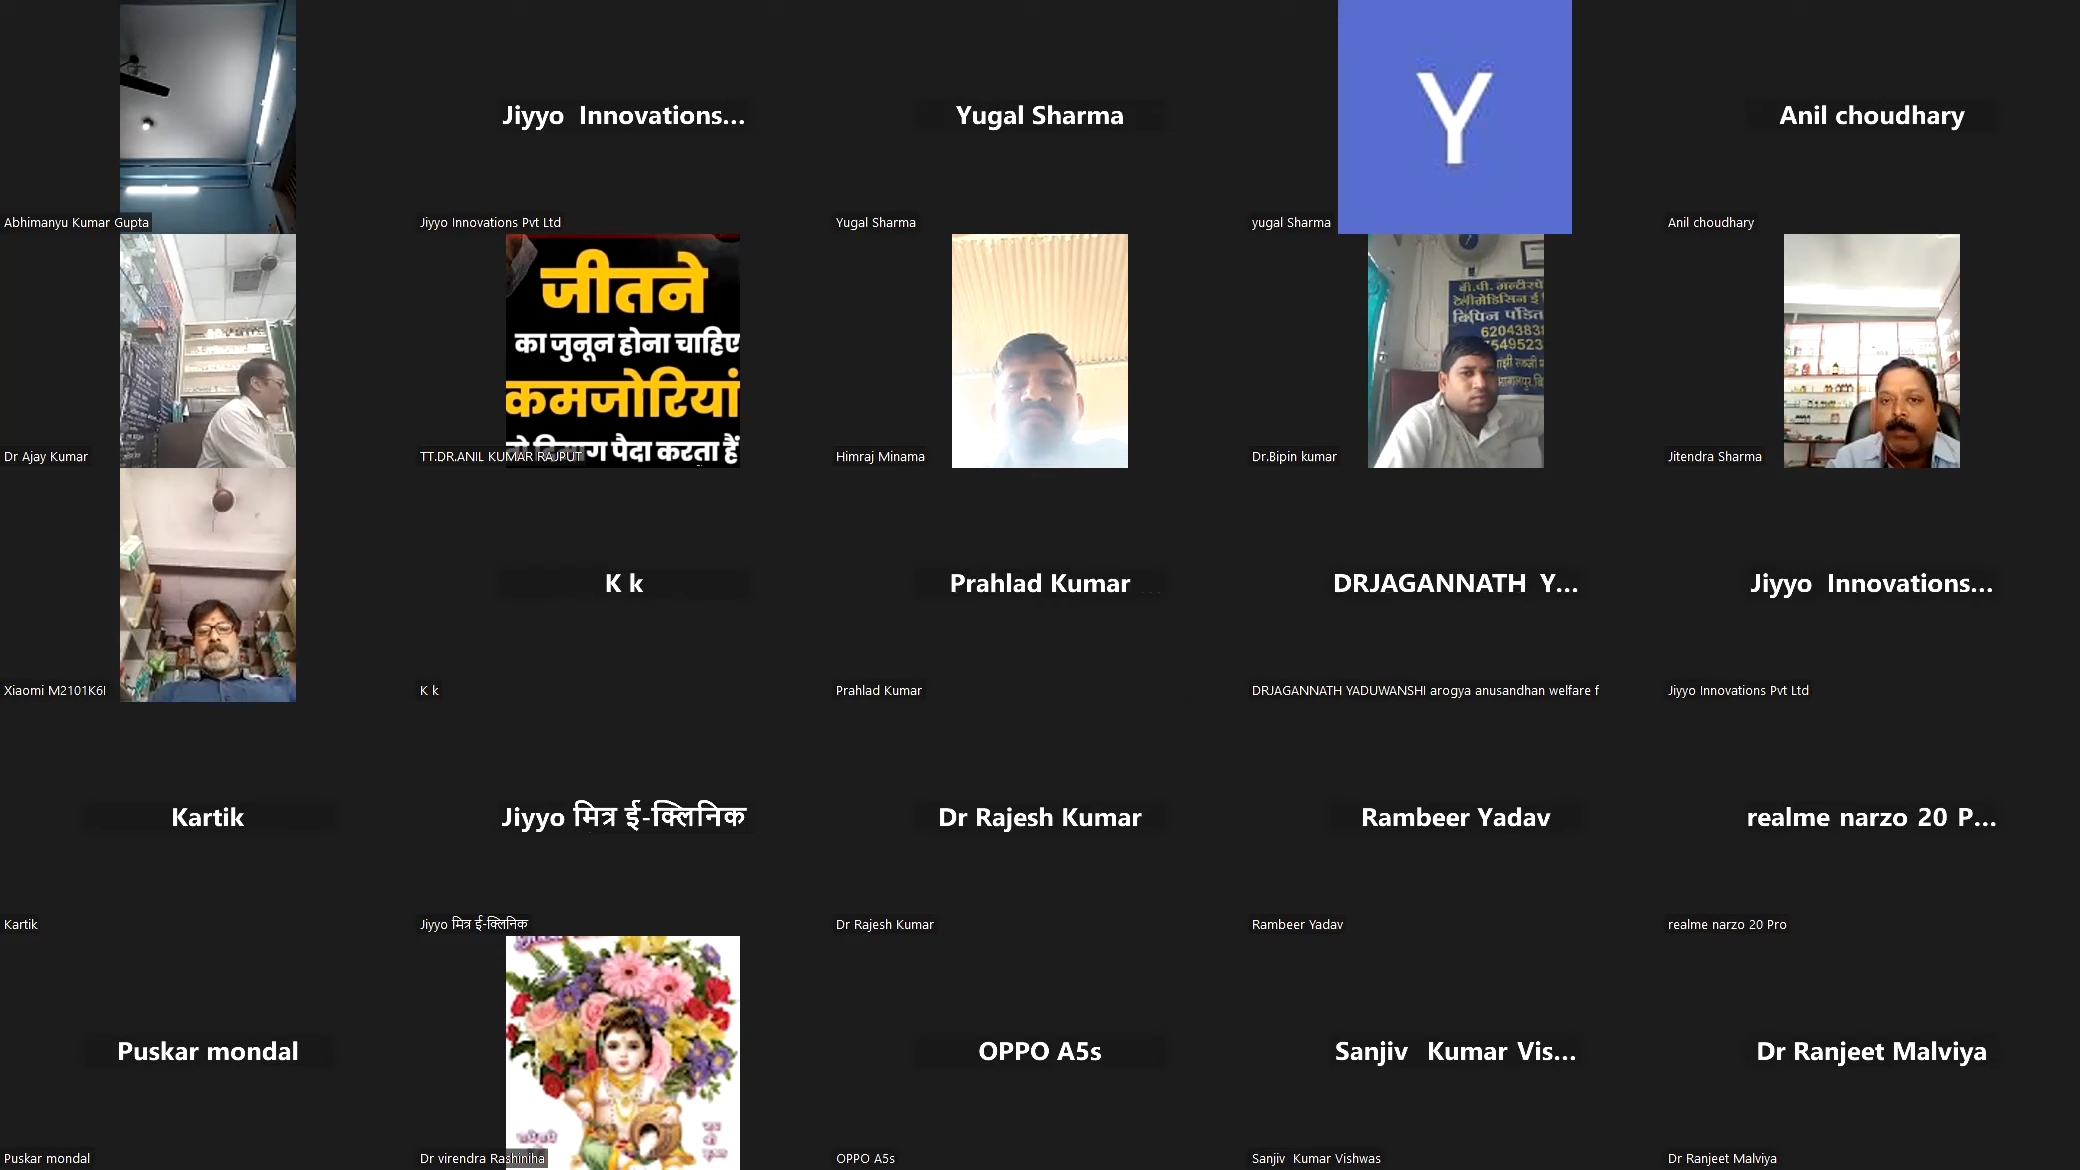 Jiyyo Innovations...
Yugal Sharma
Y
Anil choudhary
Abhimanyu Kumar Gupta
Jiyyo Innovations Pvt Ltd
Yugal Sharma
yugal Sharma
Anil choudhary
जीतने
का जुनून होना चाहिए
कमजोरियां
पैदा करता हैं
बी.पी.
टेलीमेडिसिन ई
बिपिन पंडित
6204383
549523
Dr Ajay Kumar
TT.DR.ANIL KUMAR RAJPUT
Himraj Minama
Dr.Bipin kumar
Jitendra Sharma
K k
Prahlad Kumar
DRJAGANNATH Y...
Jiyyo Innovations...
Xiaomi M2101K6I
K k
Prahlad Kumar
DRJAGANNATH YADUWANSHI arogya anusandhan welfare f
Jiyyo Innovations Pvt Ltd
Kartik
Jiyyo मित्र ई-क्लिनिक
Dr Rajesh Kumar
Rambeer Yadav
realme narzo 20 P...
Kartik
Jiyyo मित्र ई-क्लिनिक
Dr Rajesh Kumar
Rambeer Yadav
realme narzo 20 Pro
Puskar mondal
OPPO A5s
Sanjiv Kumar Vis...
Dr Ranjeet Malviya
Puskar mondal
Dr virendra Rashiniha
OPPO A5s
Sanjiv Kumar Vishwas
Dr Ranjeet Malviya